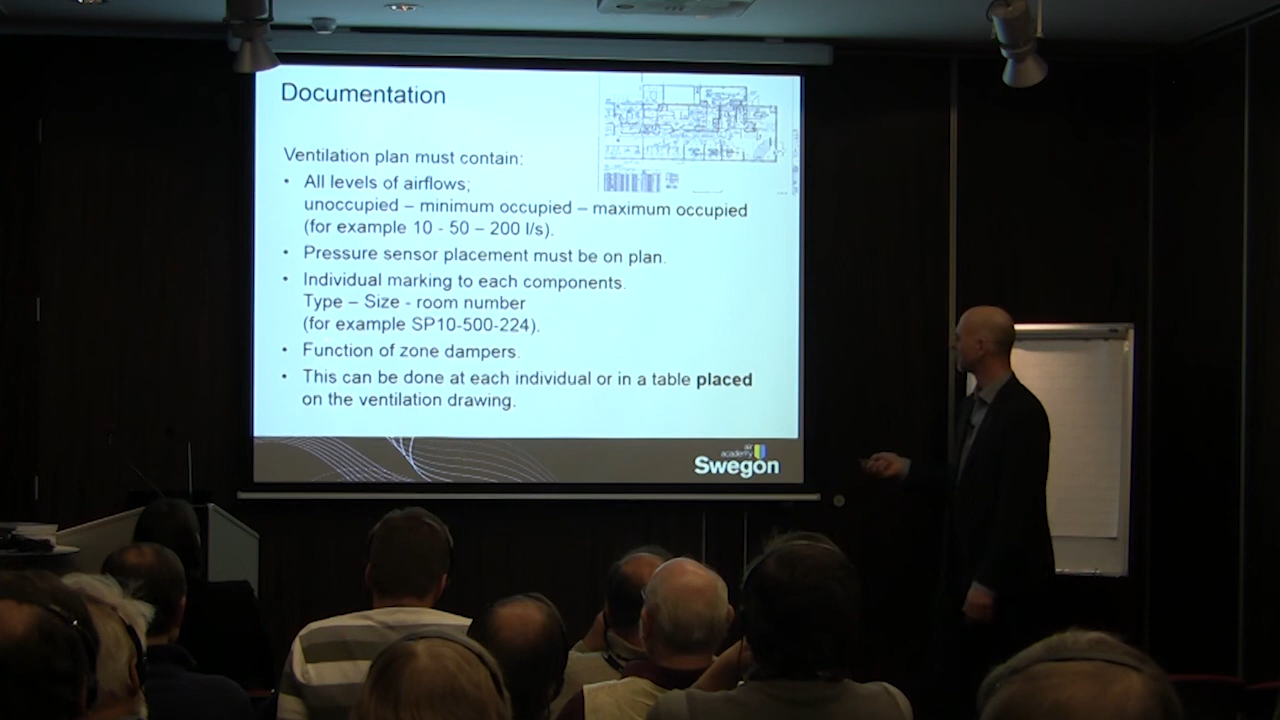 Documentation
Ventilation plan must contain:
• All levels of airflows;
unoccupied – minimum occupied – maximum occupied
(for example 10 - 50 – 200 l/s).
• Pressure sensor placement must be on plan.
• Individual marking to each components.
Type – Size - room number
(for example SP10-500-224).
• Function of zone dampers.
• This can be done at each individual or in a table placed
on the ventilation drawing.
air
academy
Swegon